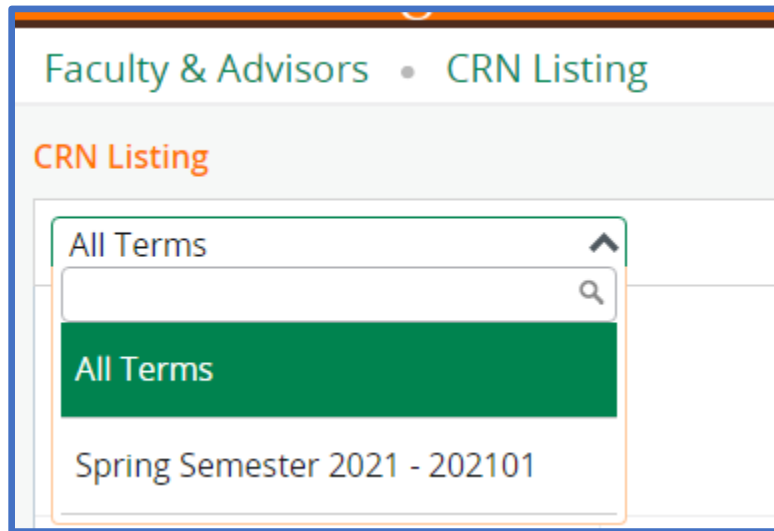 Faculty & Advisors • CRN Listing
CRN Listing
All Terms
All Terms
Spring Semester 2021 - 202101